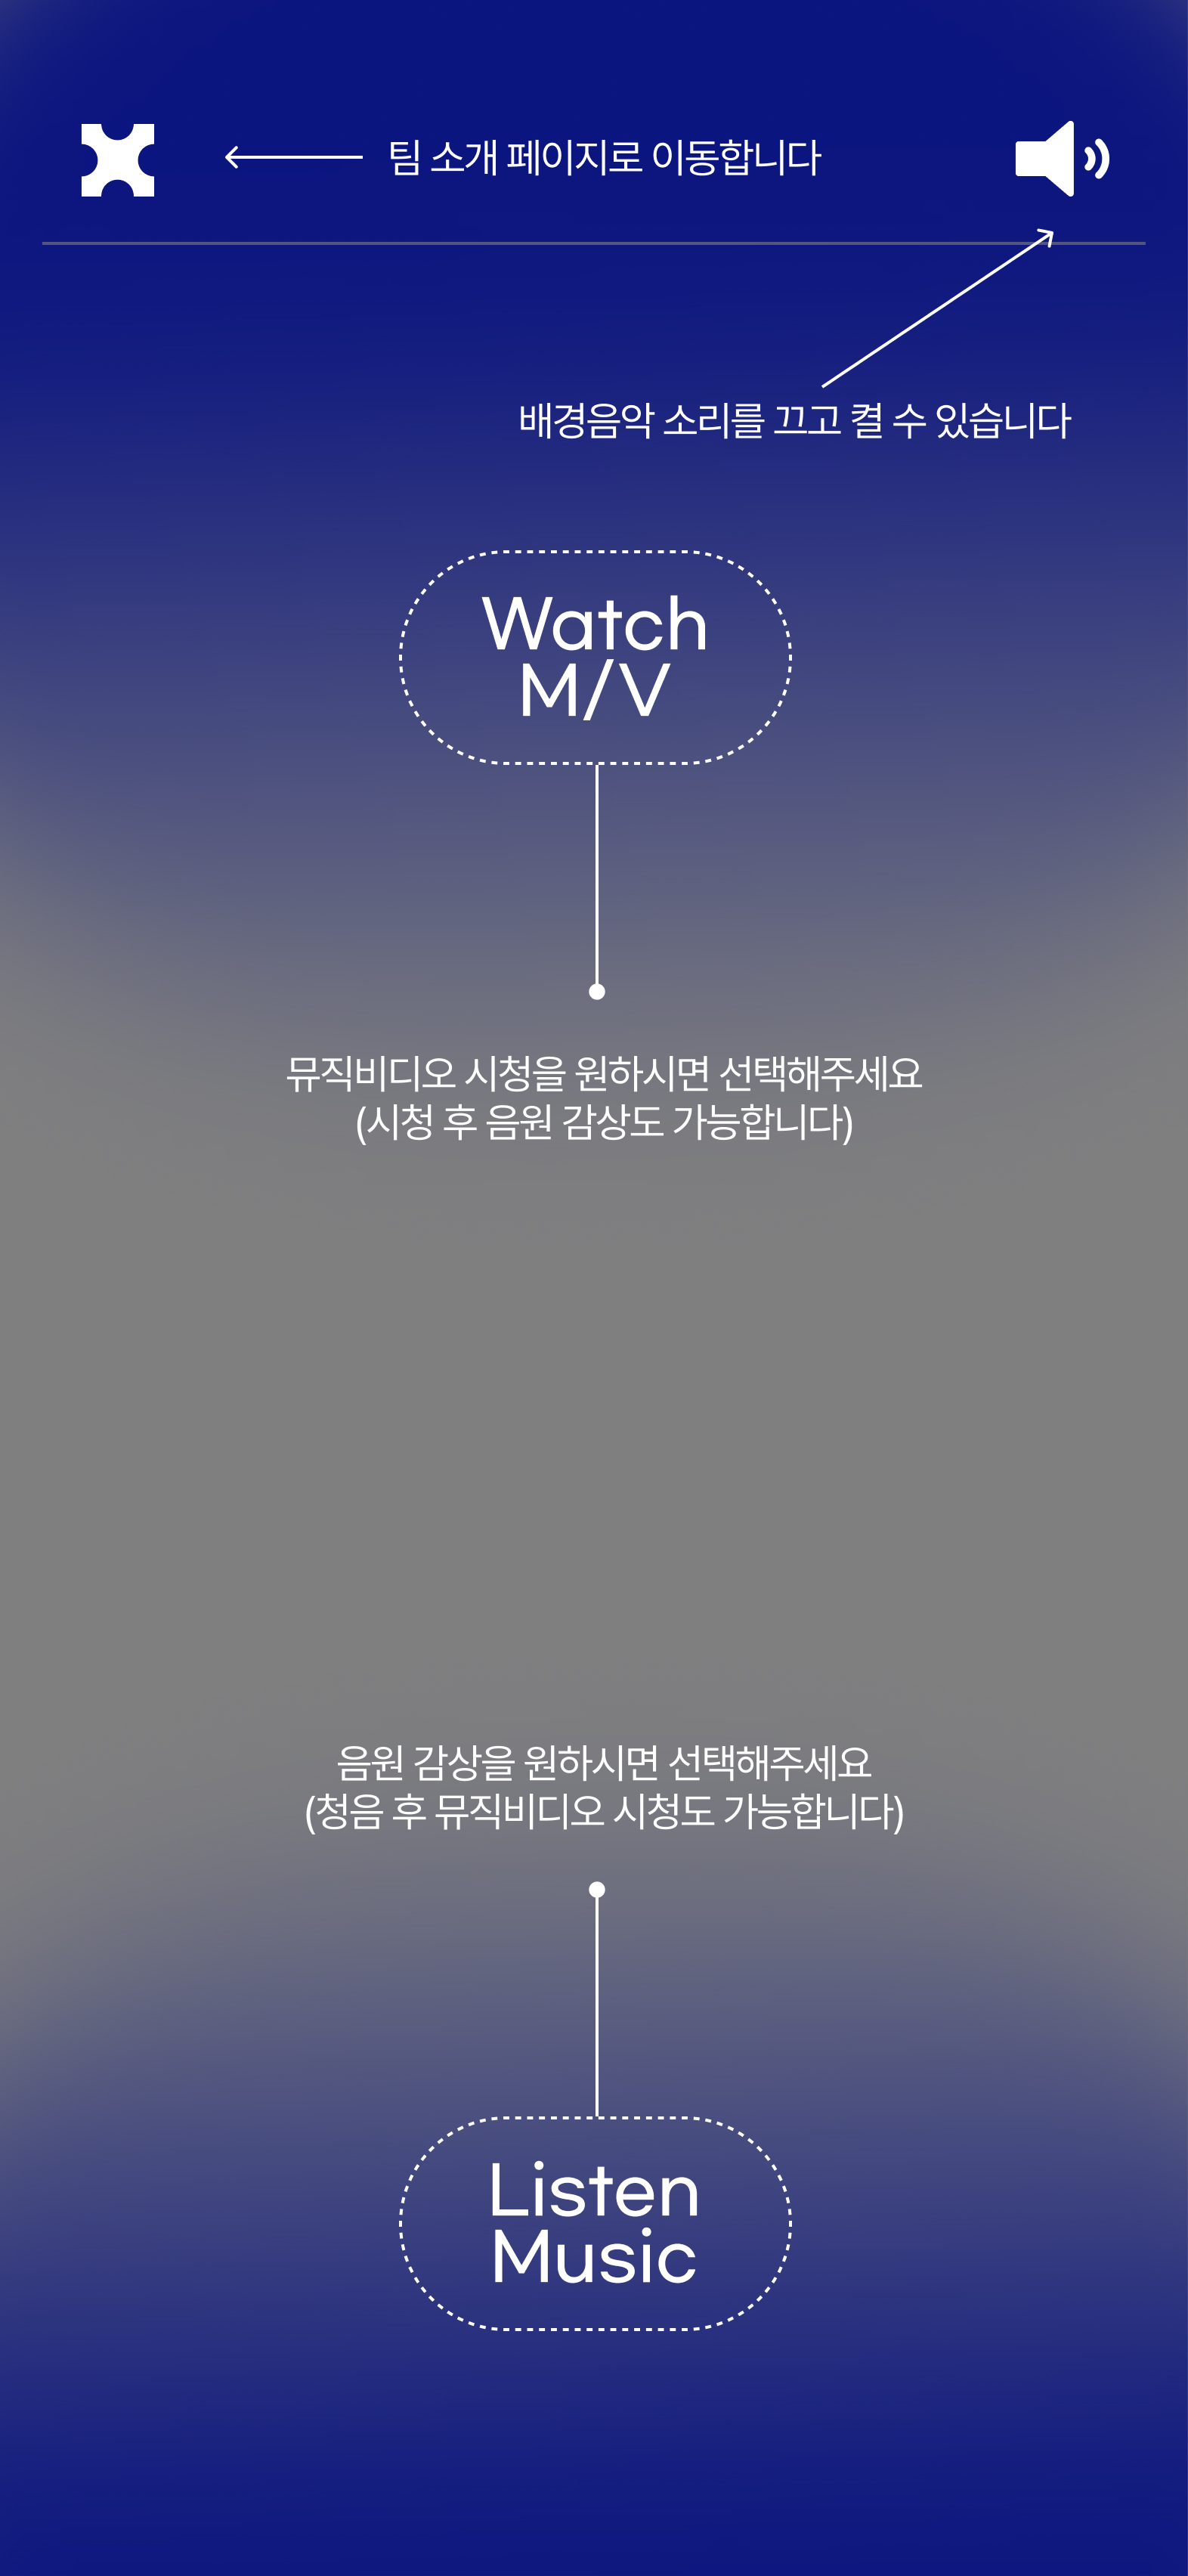 팀 소개 페이지로 이동합니다
배경음악 소리를 끄고 켤 수 있습니다
Watch
M/V
뮤직비디오 시청을 원하시면 선택해주세요
(시청 후 음원 감상도 가능합니다)
음원 감상을 원하시면 선택해주세요
(청음 후 뮤직비디오 시청도 가능합니다)
Listen
Music